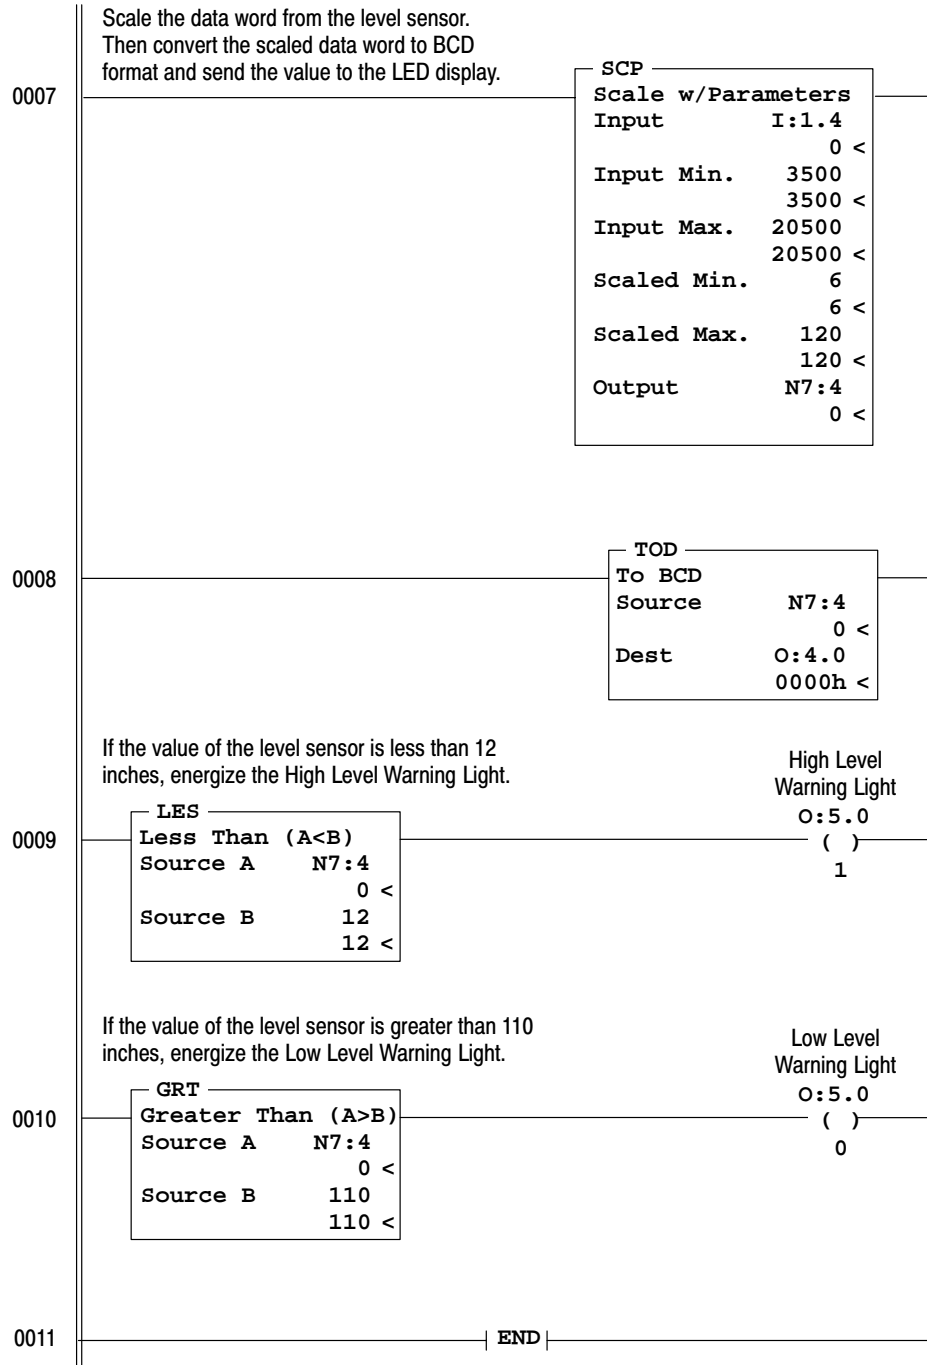 Scale the data word from the level sensor.
Then convert the scaled data word to BCD
format and send the value to the LED display.
0007
SCP
Scale w/Parameters
Input I:1.4
0 <
Input Min. 3500
3500 <
Input Max. 20500
20500 <
Scaled Min. 6
6 <
Scaled Max. 120
120 <
Output N7:4
0 <
0008
TOD
To BCD
Source N7:4
0 <
Dest O:4.0
0000h <
If the value of the level sensor is less than 12
inches, energize the High Level Warning Light.
High Level
Warning Light
O:5.0
( )
1
0009
LES
Less Than (A<B)
Source A N7:4
0 <
Source B 12
12 <
If the value of the level sensor is greater than 110
inches, energize the Low Level Warning Light.
Low Level
Warning Light
O:5.0
( )
0
0010
GRT
Greater Than (A>B)
Source A N7:4
0 <
Source B 110
110 <
0011
END